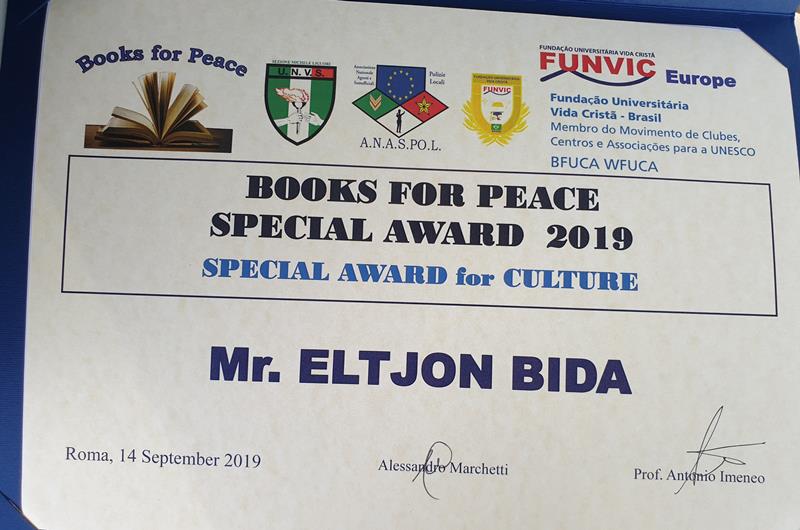 Books for Peace
SEZIONE MICHELE LIGUORI
U.N.V.S.
Associazione
Nazionale
Agenti e
Sottufficiali
Polizie
Locali
A.N.A.S.POL.
FUNDAÇÃO UNIVERSITÁRIA
VIDA CRISTÃ
FUNVIC
FUNDAÇÃO UNIVERSITÁRIA VIDA CRISTÃ
FUNVIC Europe
Fundação Universitária
Vida Cristã - Brasil
Membro do Movimento de Clubes,
Centros e Associações para a UNESCO
BFUCA WFUCA
BOOKS FOR PEACE
SPECIAL AWARD 2019
SPECIAL AWARD for CULTURE
Mr. ELTJON BIDA
Roma, 14 September 2019
Alessandro Marchetti
Prof. Antonio Imeneo